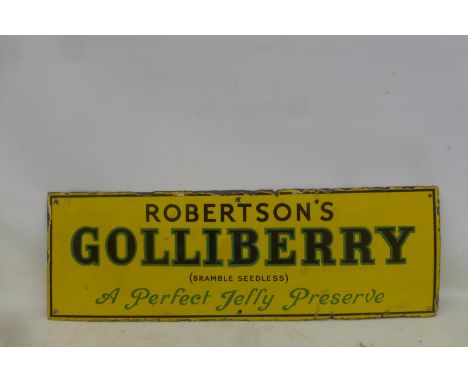 ROBERTSON'S
GOLLIBERRY
(BRAMBLE SEEDLESS)
A Perfect Jelly Preserve